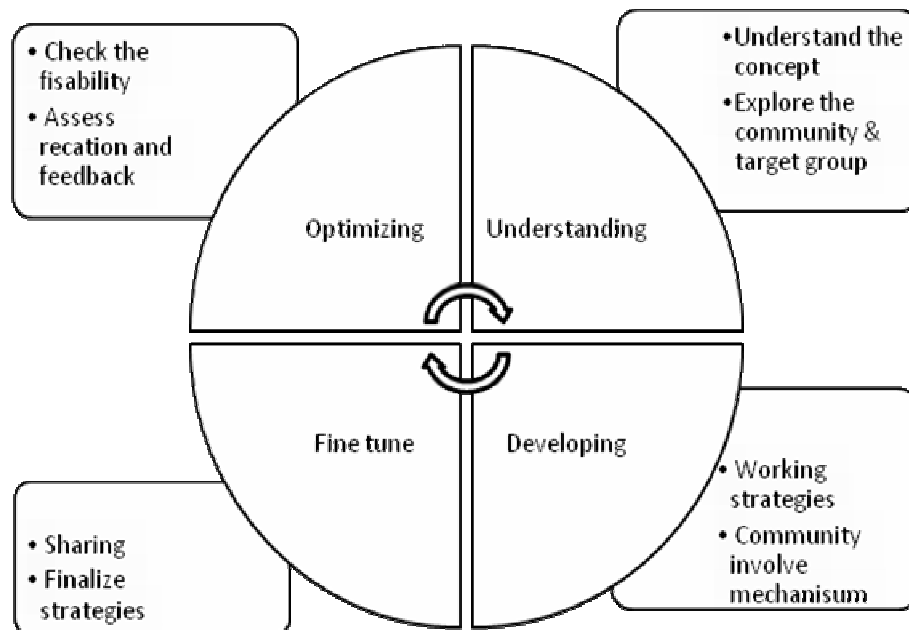 • Check the
fisability
• Assess
recation and
feedback
•Understand the
concept
• Explore the
community &
target group
Optimizing
Understanding
Fine tune
Developing
• Sharing
• Finalize
strategies
• Working
strategies
• Community
involve
mechanisum